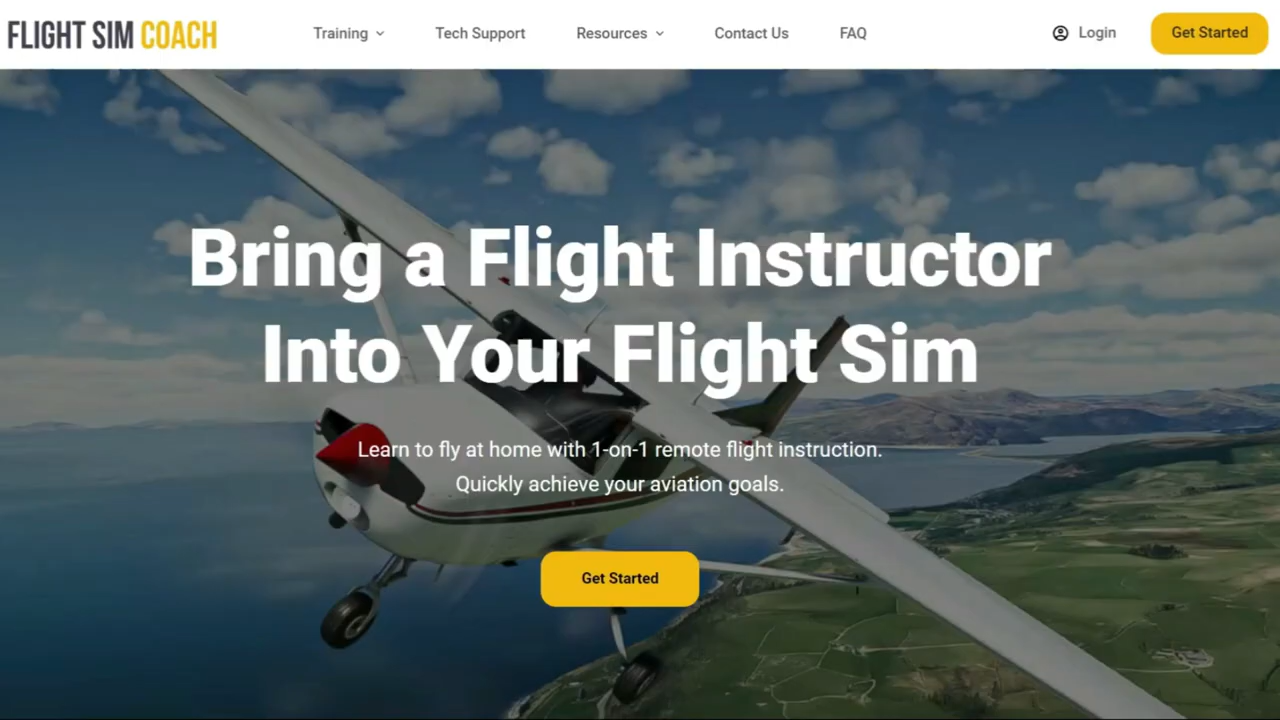 FLIGHT SIM COACH
Training
Tech Support
Resources
Contact Us
FAQ
Login
Get Started
Bring a Flight Instructor
Into Your Flight Sim
Learn to fly at home with 1-on-1 remote flight instruction.
Quickly achieve your aviation goals.
Get Started